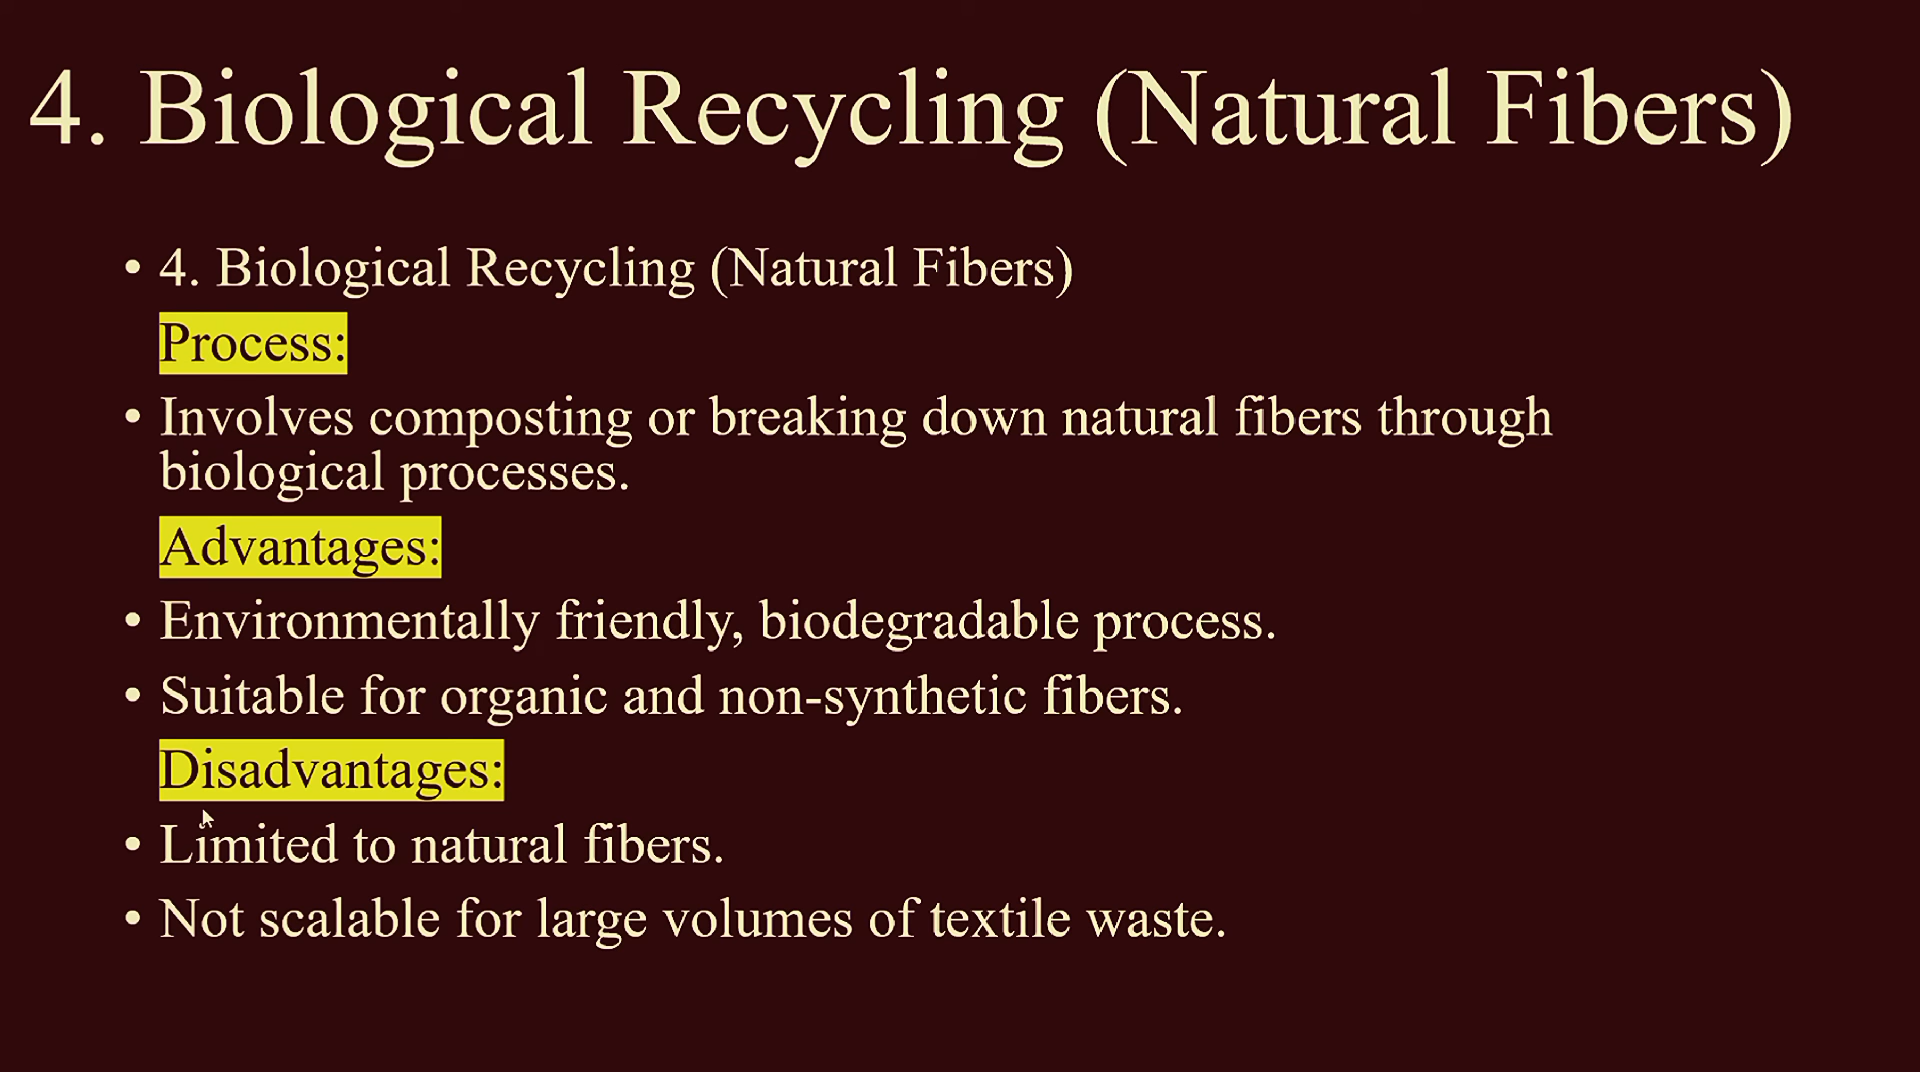 4. Biological Recycling (Natural Fibers)
• 4. Biological Recycling (Natural Fibers)
Process:
• Involves composting or breaking down natural fibers through
biological processes.
Advantages:
• Environmentally friendly, biodegradable process.
• Suitable for organic and non-synthetic fibers.
Disadvantages:
• Limited to natural fibers.
• Not scalable for large volumes of textile waste.